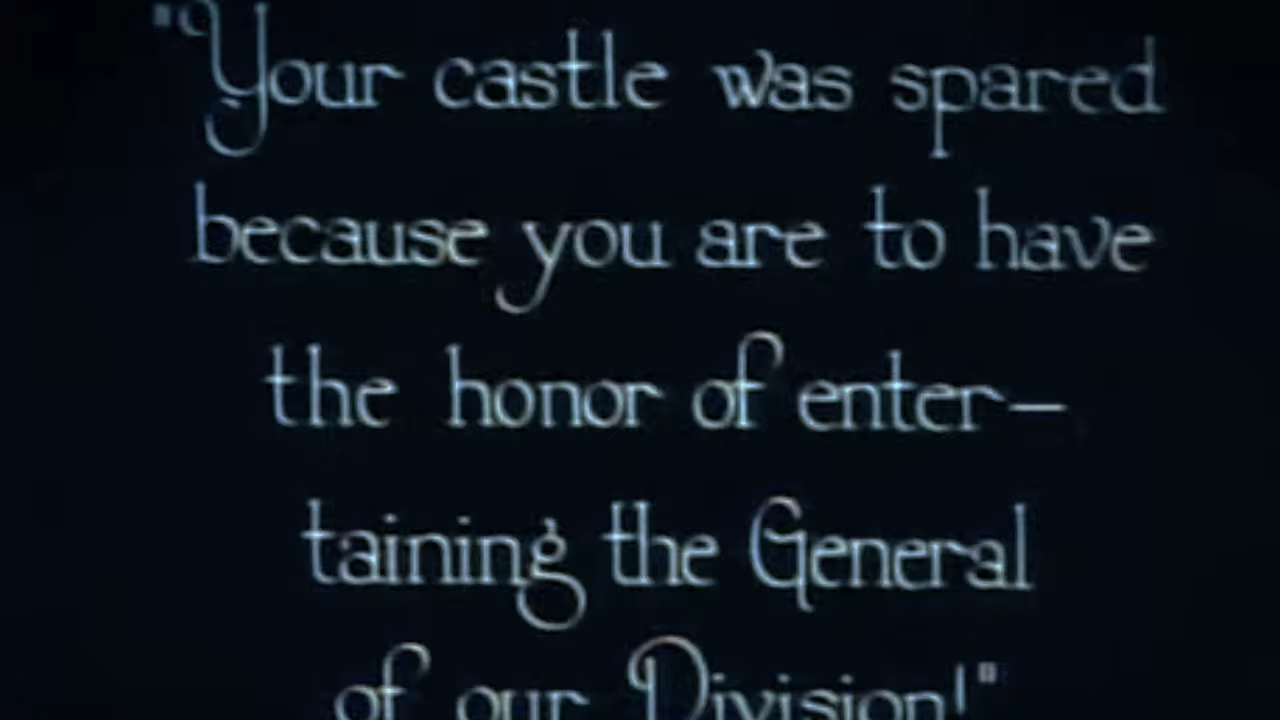 "Your castle was spared
because you are to have
the honor of enter—
taining the General
of our Division!"